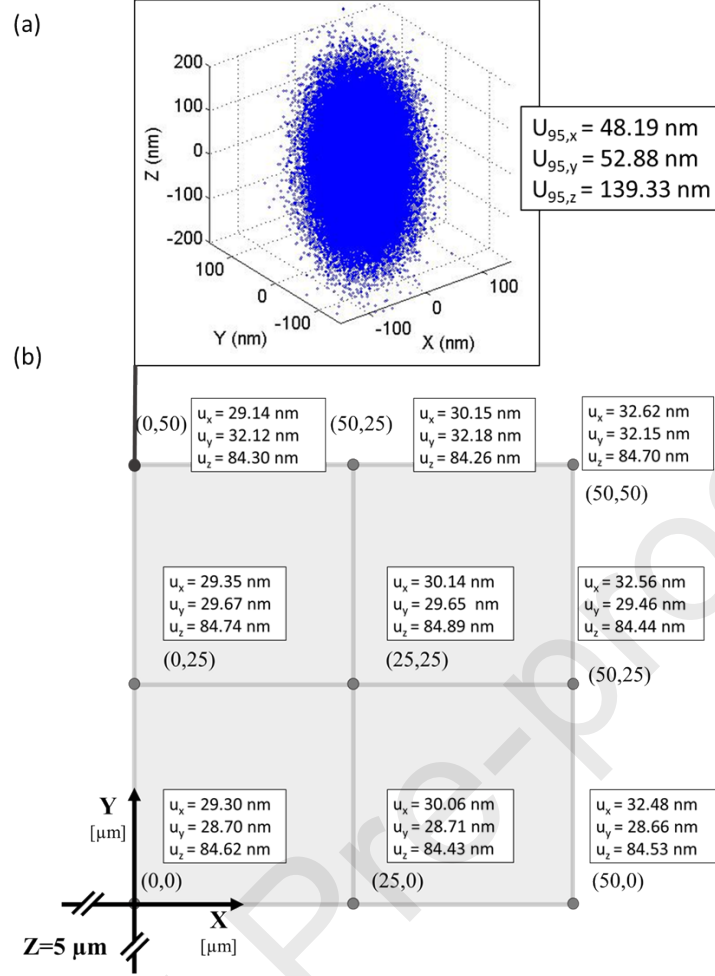 (a)
200
100
0
-100
-200
Z (nm)
100
0
-100
Y (nm)
-100
0
100
X (nm)
U95,x = 48.19 nm
U95,y = 52.88 nm
U95,z = 139.33 nm
(b)
(0,50)
ux = 29.14 nm
uy = 32.12 nm
uz = 84.30 nm
(50,25)
ux = 30.15 nm
uy = 32.18 nm
uz = 84.26 nm
ux = 32.62 nm
uy = 32.15 nm
uz = 84.70 nm
(50,50)
ux = 29.35 nm
uy = 29.67 nm
uz = 84.74 nm
(0,25)
ux = 30.14 nm
uy = 29.65 nm
uz = 84.89 nm
(25,25)
ux = 32.56 nm
uy = 29.46 nm
uz = 84.44 nm
(50,25)
Y
[µm]
ux = 29.30 nm
uy = 28.70 nm
uz = 84.62 nm
(0,0)
ux = 30.06 nm
uy = 28.71 nm
uz = 84.43 nm
(25,0)
ux = 32.48 nm
uy = 28.66 nm
uz = 84.53 nm
(50,0)
X
[µm]
Z=5 µm
Pre-proo